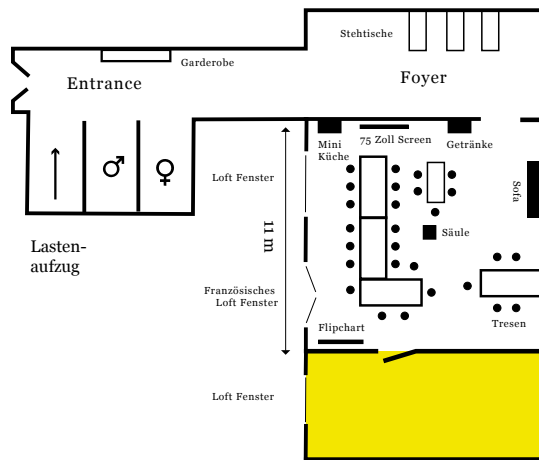 Stehtische
Garderobe
Entrance
Foyer
Mini
Küche
75 Zoll Screen
Getränke
Loft Fenster
Sofa
11 m
Säule
Lasten-
aufzug
Französisches
Loft Fenster
Flipchart
Tresen
Loft Fenster